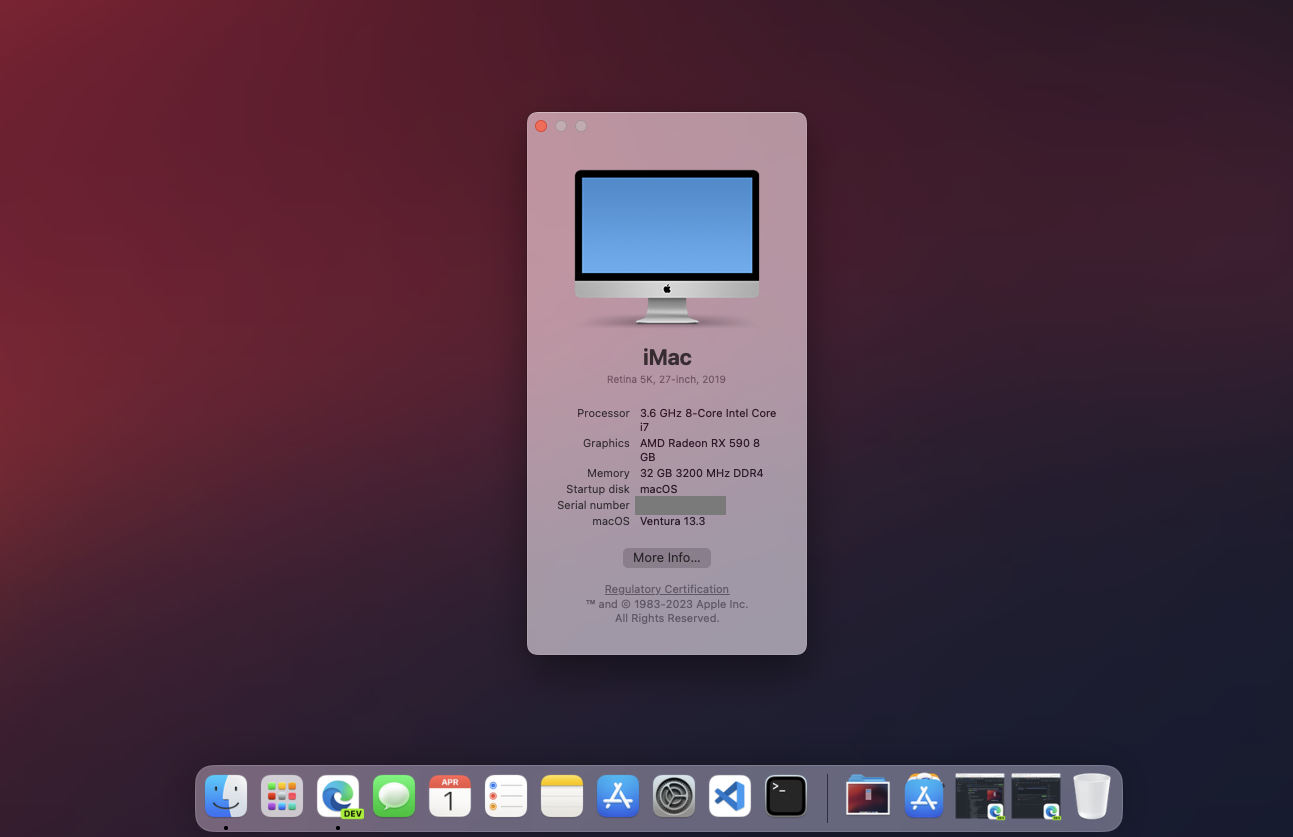 iMac
Retina 5K, 27-inch, 2019
Processor 3.6 GHz 8-Core Intel Core
i7
Graphics AMD Radeon RX 590 8
GB
Memory 32 GB 3200 MHz DDR4
Startup disk macOS
Serial number
macOS Ventura 13.3
More Info...
Regulatory Certification
™ and © 1983-2023 Apple Inc.
All Rights Reserved.
DEV
APR
1
>_